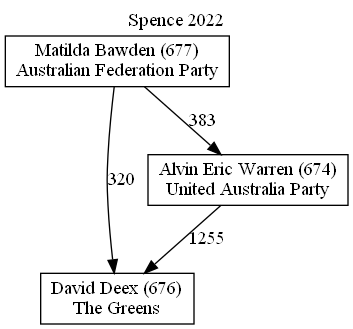 Spence 2022
Matilda Bawden (677)
Australian Federation Party
383
Alvin Eric Warren (674)
United Australia Party
320
1255
David Deex (676)
The Greens